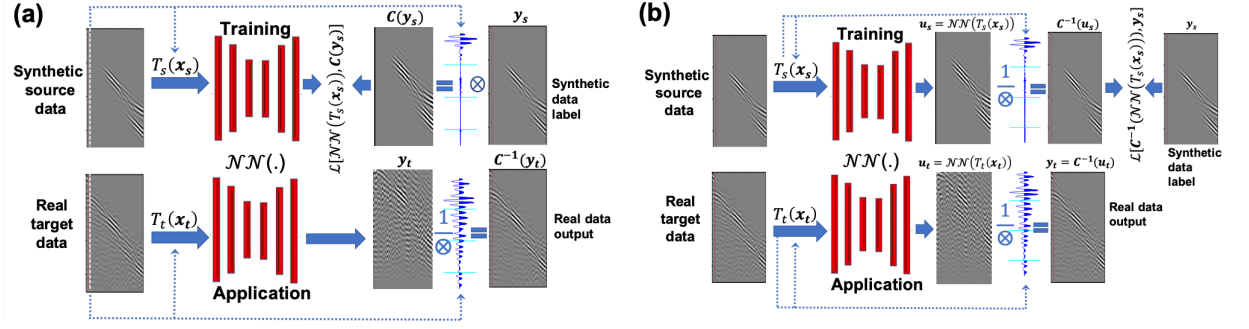 (a)
Training
C(y_s)
y_s
Synthetic
source
data
T_s(x_s)
ℒ[𝒩𝒩(T_s(x_s)), C(y_s)]
⊗
Synthetic
data
label
𝒩𝒩(.)
y_t
C^{-1}(y_t)
Real
target
data
T_t(x_t)
1
⊗
Real data
output
Application
(b)
Training
u_s = 𝒩𝒩(T_s(x_s))
C^{-1}(u_s)
y_s
Synthetic
source
data
T_s(x_s)
1
⊗
ℒ[C^{-1}(𝒩𝒩(T_s(x_s))), y_s]
Synthetic
data label
𝒩𝒩(.)
u_t = 𝒩𝒩(T_t(x_t))
y_t = C^{-1}(u_t)
Real
target
data
T_t(x_t)
1
⊗
Real data
output
Application